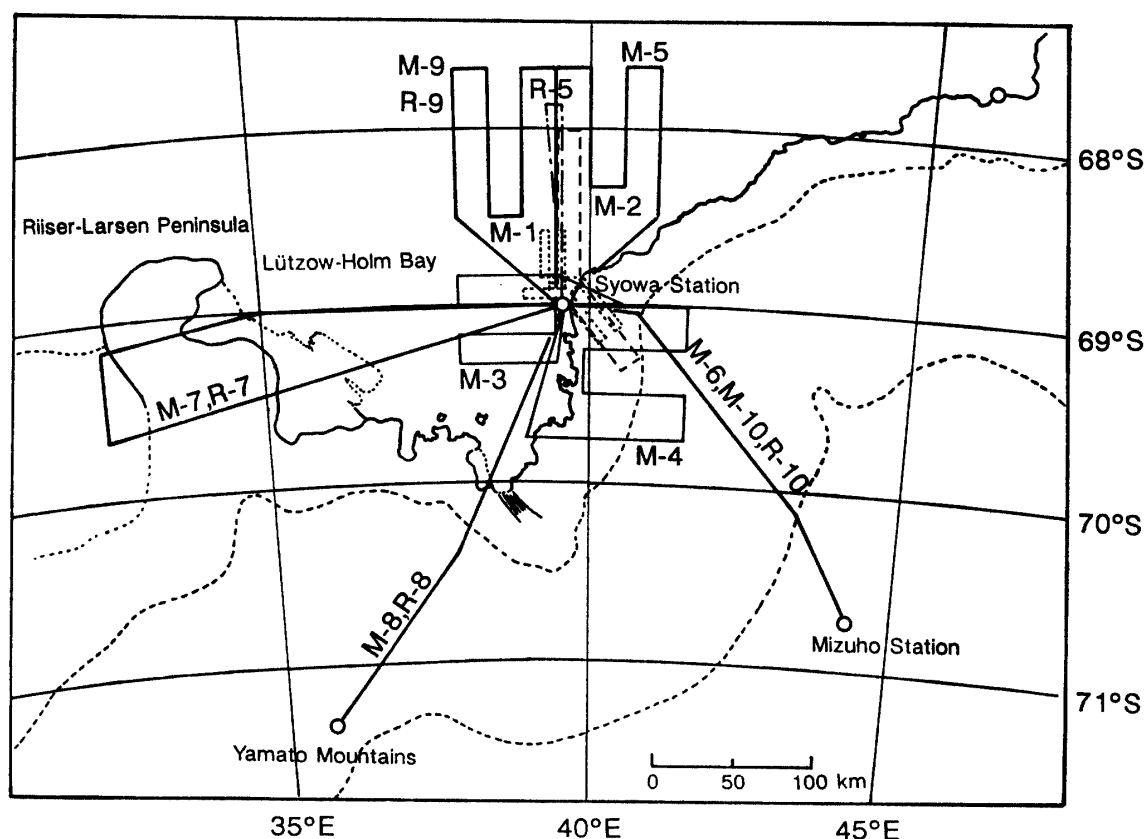 M-9
R-9
R-5
M-5
68°S
M-2
M-1
Riiser-Larsen Peninsula
Lützow-Holm Bay
Syowa Station
69°S
M-3
M-7,R-7
M-6,M-10,R-10
M-4
70°S
M-8,R-8
Mizuho Station
71°S
Yamato Mountains
0 50 100 km
35°E 40°E 45°E